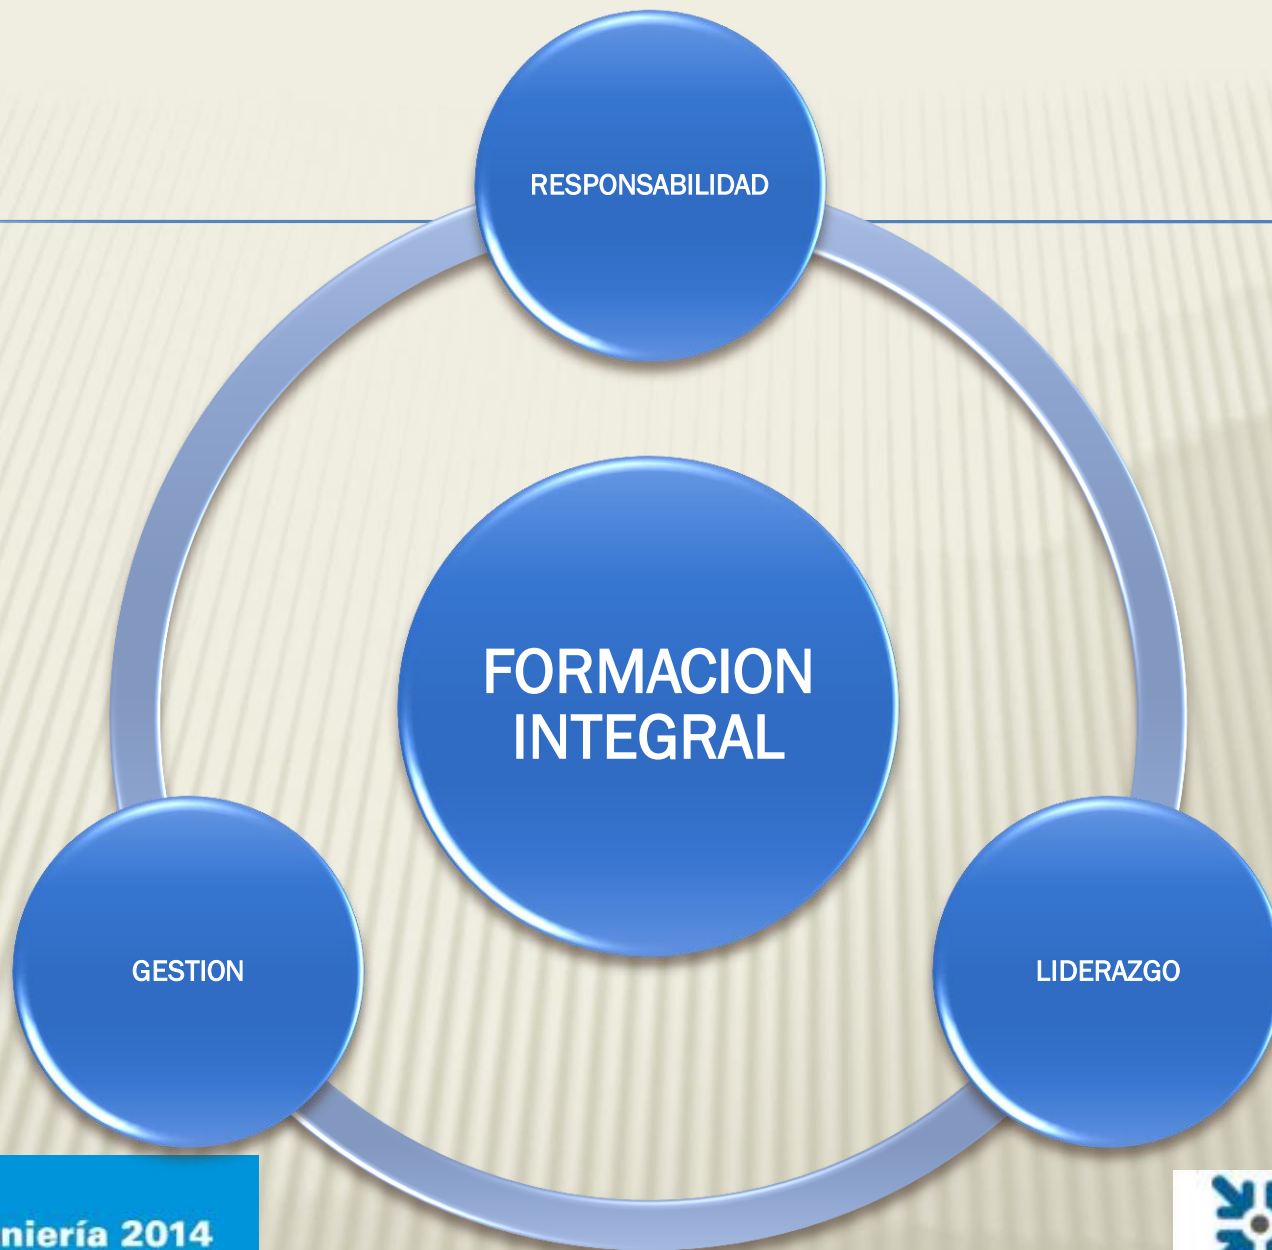 RESPONSABILIDAD
FORMACION
INTEGRAL
GESTION
LIDERAZGO
niería 2014